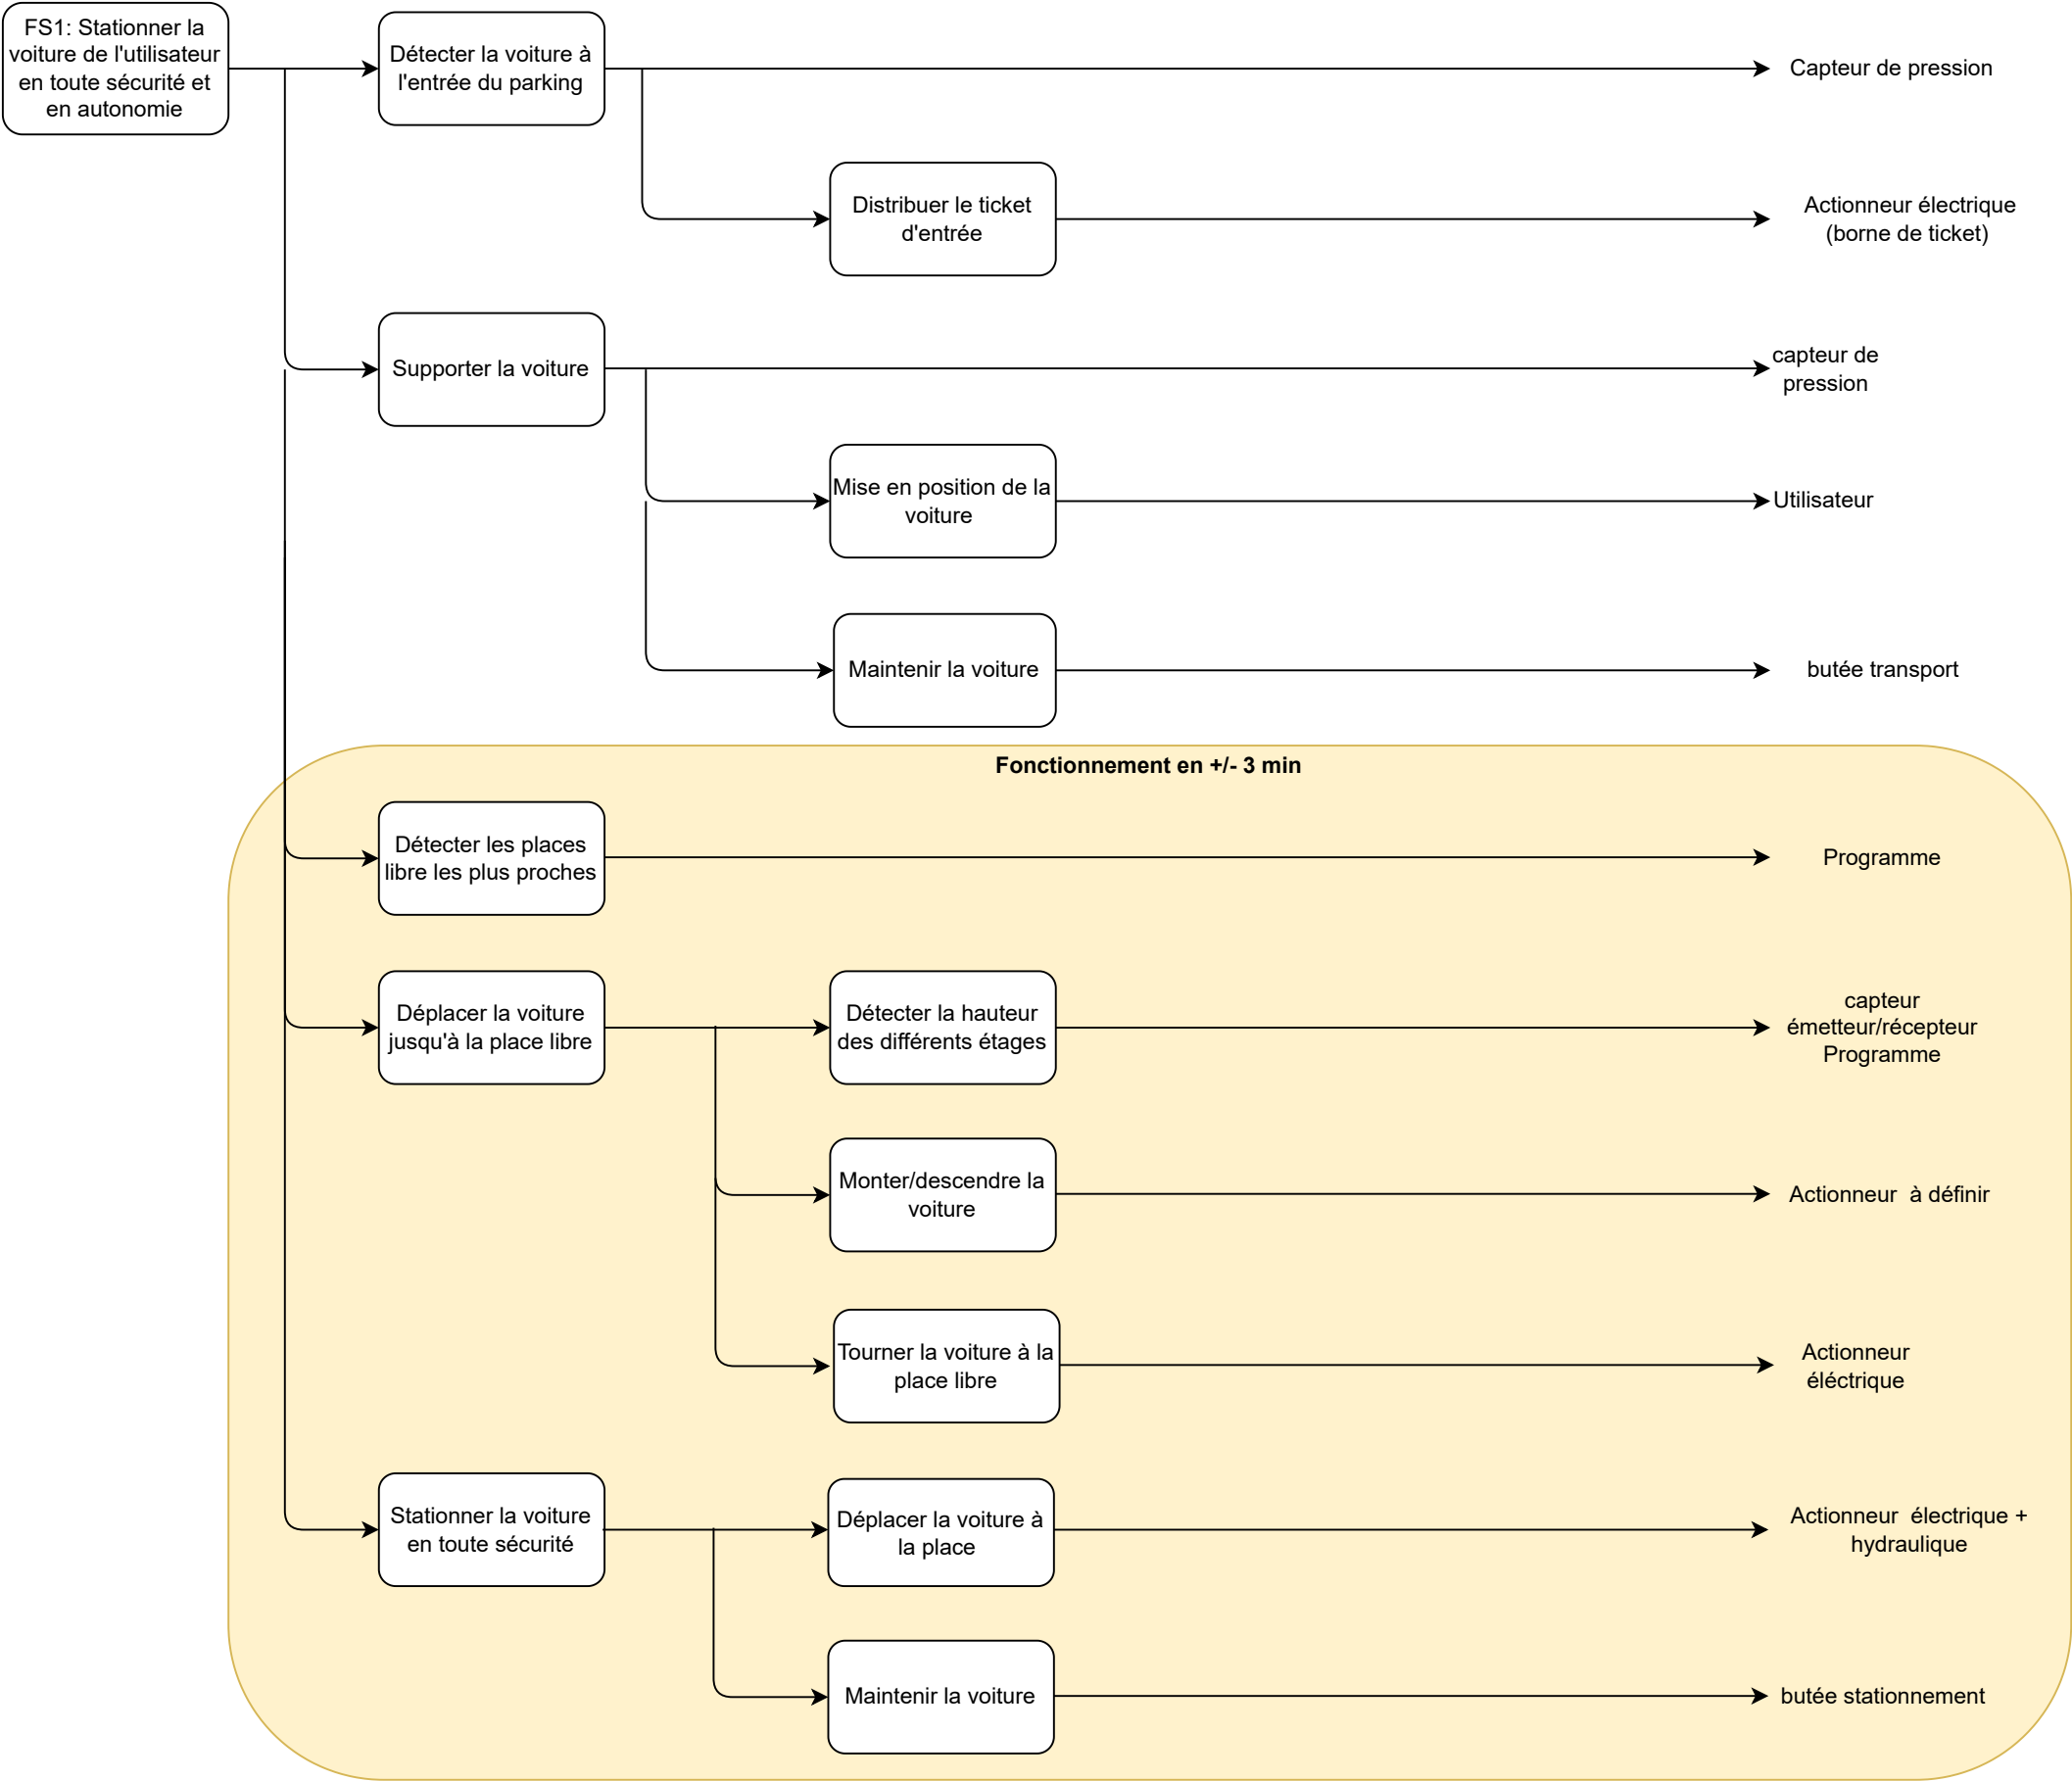 FS1: Stationner la
voiture de l'utilisateur
en toute sécurité et
en autonomie
Détecter la voiture à
l'entrée du parking
Capteur de pression
Distribuer le ticket
d'entrée
Actionneur électrique
(borne de ticket)
Supporter la voiture
capteur de
pression
Mise en position de la
voiture
Utilisateur
Maintenir la voiture
butée transport
Fonctionnement en +/- 3 min
Détecter les places
libre les plus proches
Programme
Déplacer la voiture
jusqu'à la place libre
Détecter la hauteur
des différents étages
capteur
émetteur/récepteur
Programme
Monter/descendre la
voiture
Actionneur à définir
Tourner la voiture à la
place libre
Actionneur
éléctrique
Stationner la voiture
en toute sécurité
Déplacer la voiture à
la place
Actionneur électrique +
hydraulique
Maintenir la voiture
butée stationnement